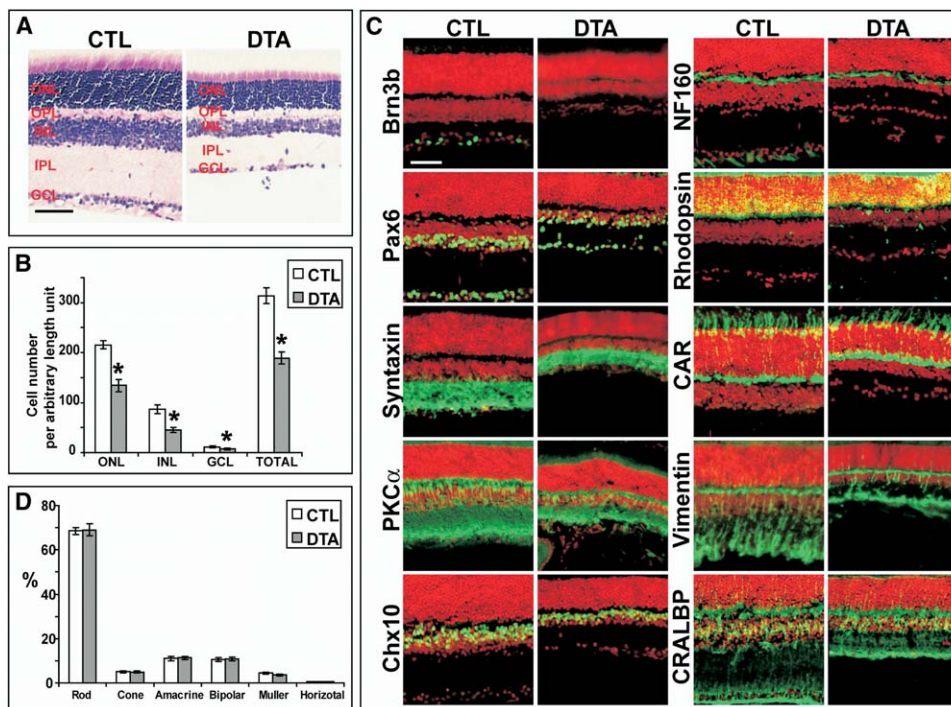 A
CTL
DTA
ONL
OPL
INL
IPL
GCL
ONL
OPL
INL
IPL
GCL
B
CTL
DTA
Cell number
per arbitrary length unit
300
200
100
0
*
*
*
*
ONL INL GCL TOTAL
D
CTL
DTA
%
80
60
40
20
0
Rod Cone Amacrine Bipolar Muller Horizotal
C
CTL DTA CTL DTA
Brn3b
NF160
Pax6
Rhodopsin
Syntaxin
CAR
PKCα
Vimentin
Chx10
CRALBP